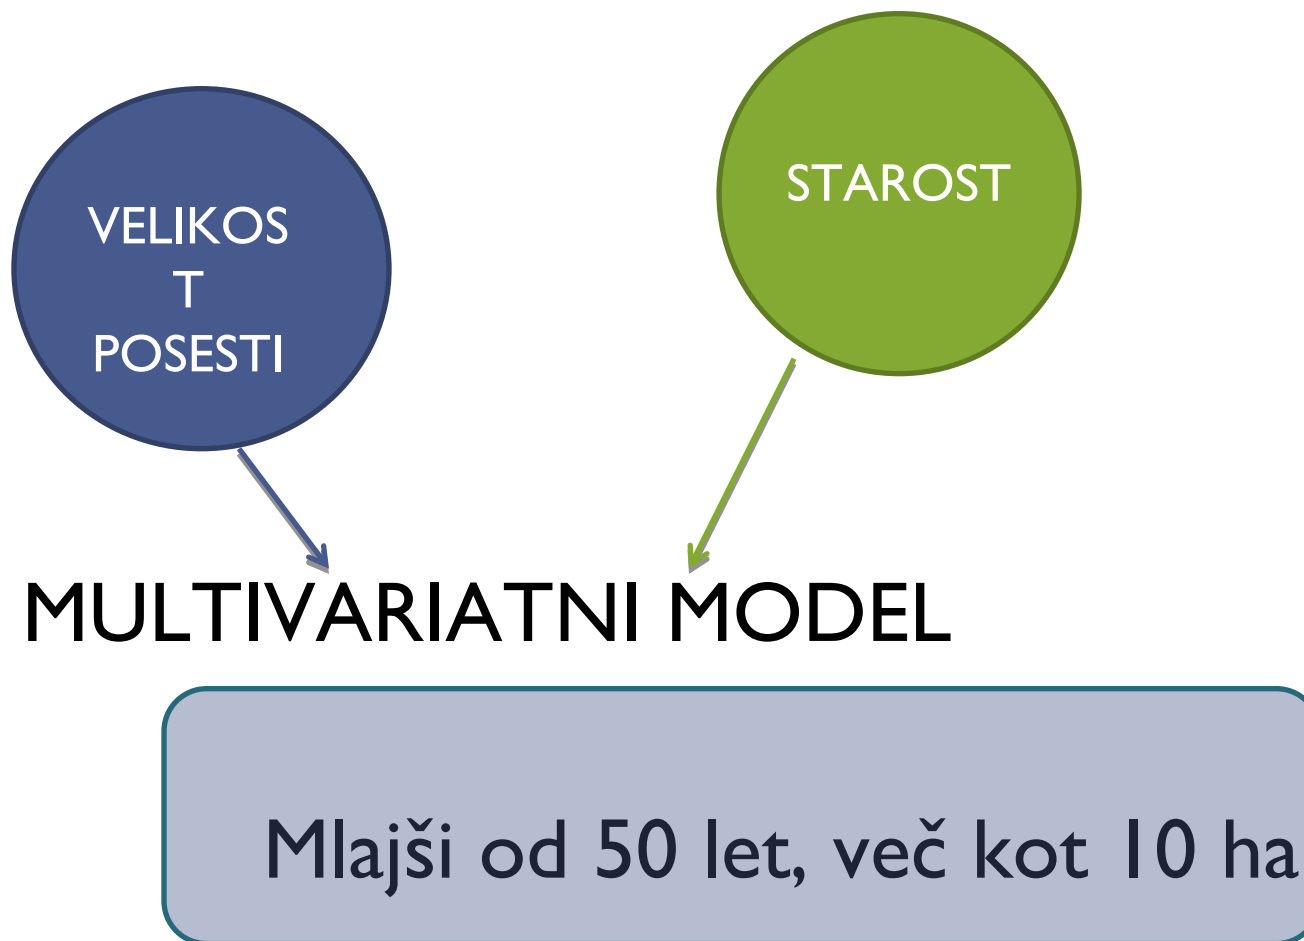 VELIKOS
T
POSESTI
STAROST
MULTIVARIATNI MODEL
Mlajši od 50 let, več kot 10 ha